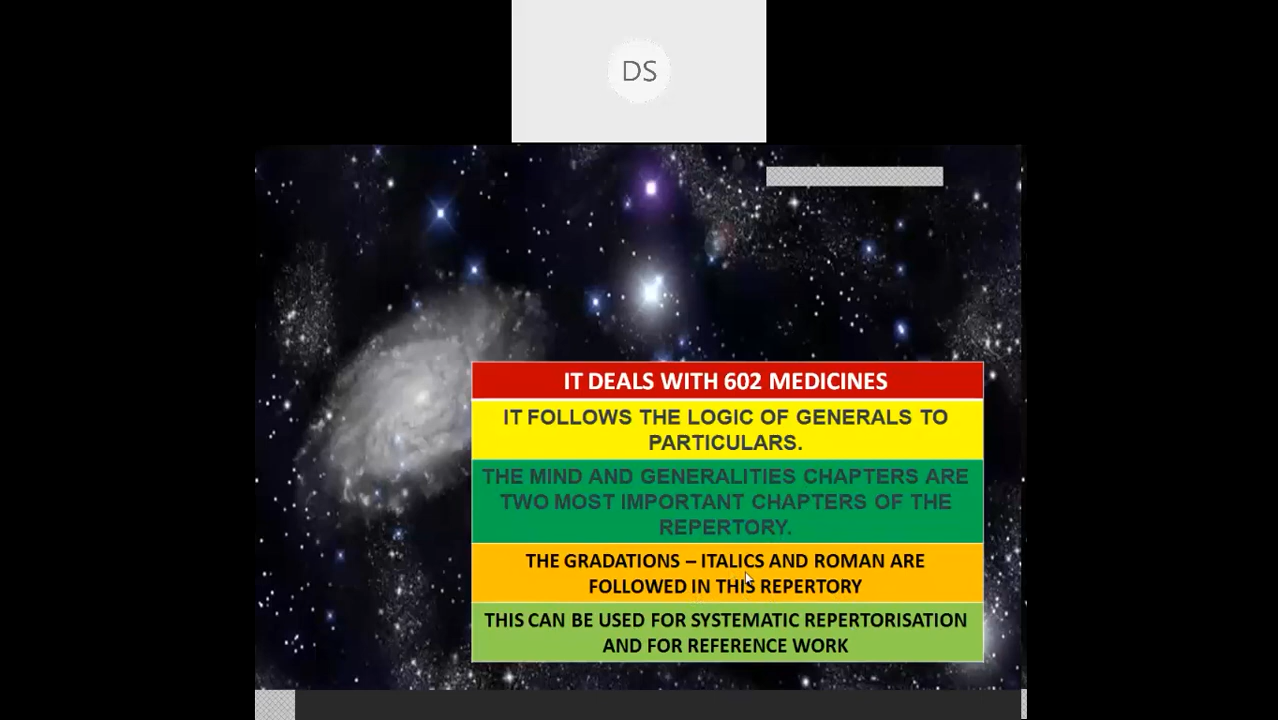 DS
IT DEALS WITH 602 MEDICINES
IT FOLLOWS THE LOGIC OF GENERALS TO
PARTICULARS.
THE MIND AND GENERALITIES CHAPTERS ARE
TWO MOST IMPORTANT CHAPTERS OF THE
REPERTORY.
THE GRADATIONS – ITALICS AND ROMAN ARE
FOLLOWED IN THIS REPERTORY
THIS CAN BE USED FOR SYSTEMATIC REPERTORISATION
AND FOR REFERENCE WORK